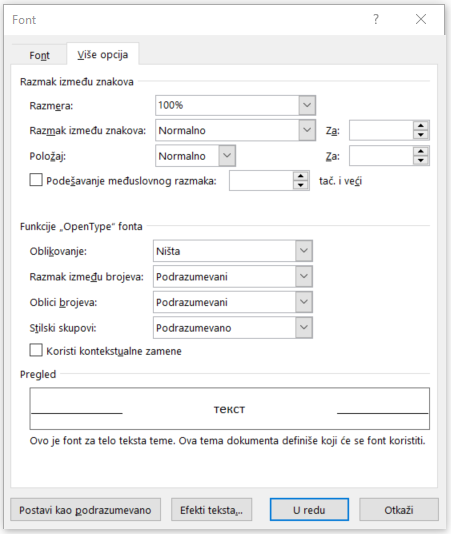 Font ?
Font Više opcija
Razmak između znakova
Razmera: 100%
Razmak između znakova: Normalno Za:
Položaj: Normalno Za:
Podešavanje međuslovnog razmaka: tač. i veći
Funkcije „OpenType“ fonta
Oblikovanje: Ništa
Razmak između brojeva: Podrazumevani
Oblici brojeva: Podrazumevani
Stilski skupovi: Podrazumevano
Koristi kontekstualne zamene
Pregled
текст
Ovo je font za telo teksta teme. Ova tema dokumenta definiše koji će se font koristiti.
Postavi kao podrazumevano Efekti teksta... U redu Otkaži